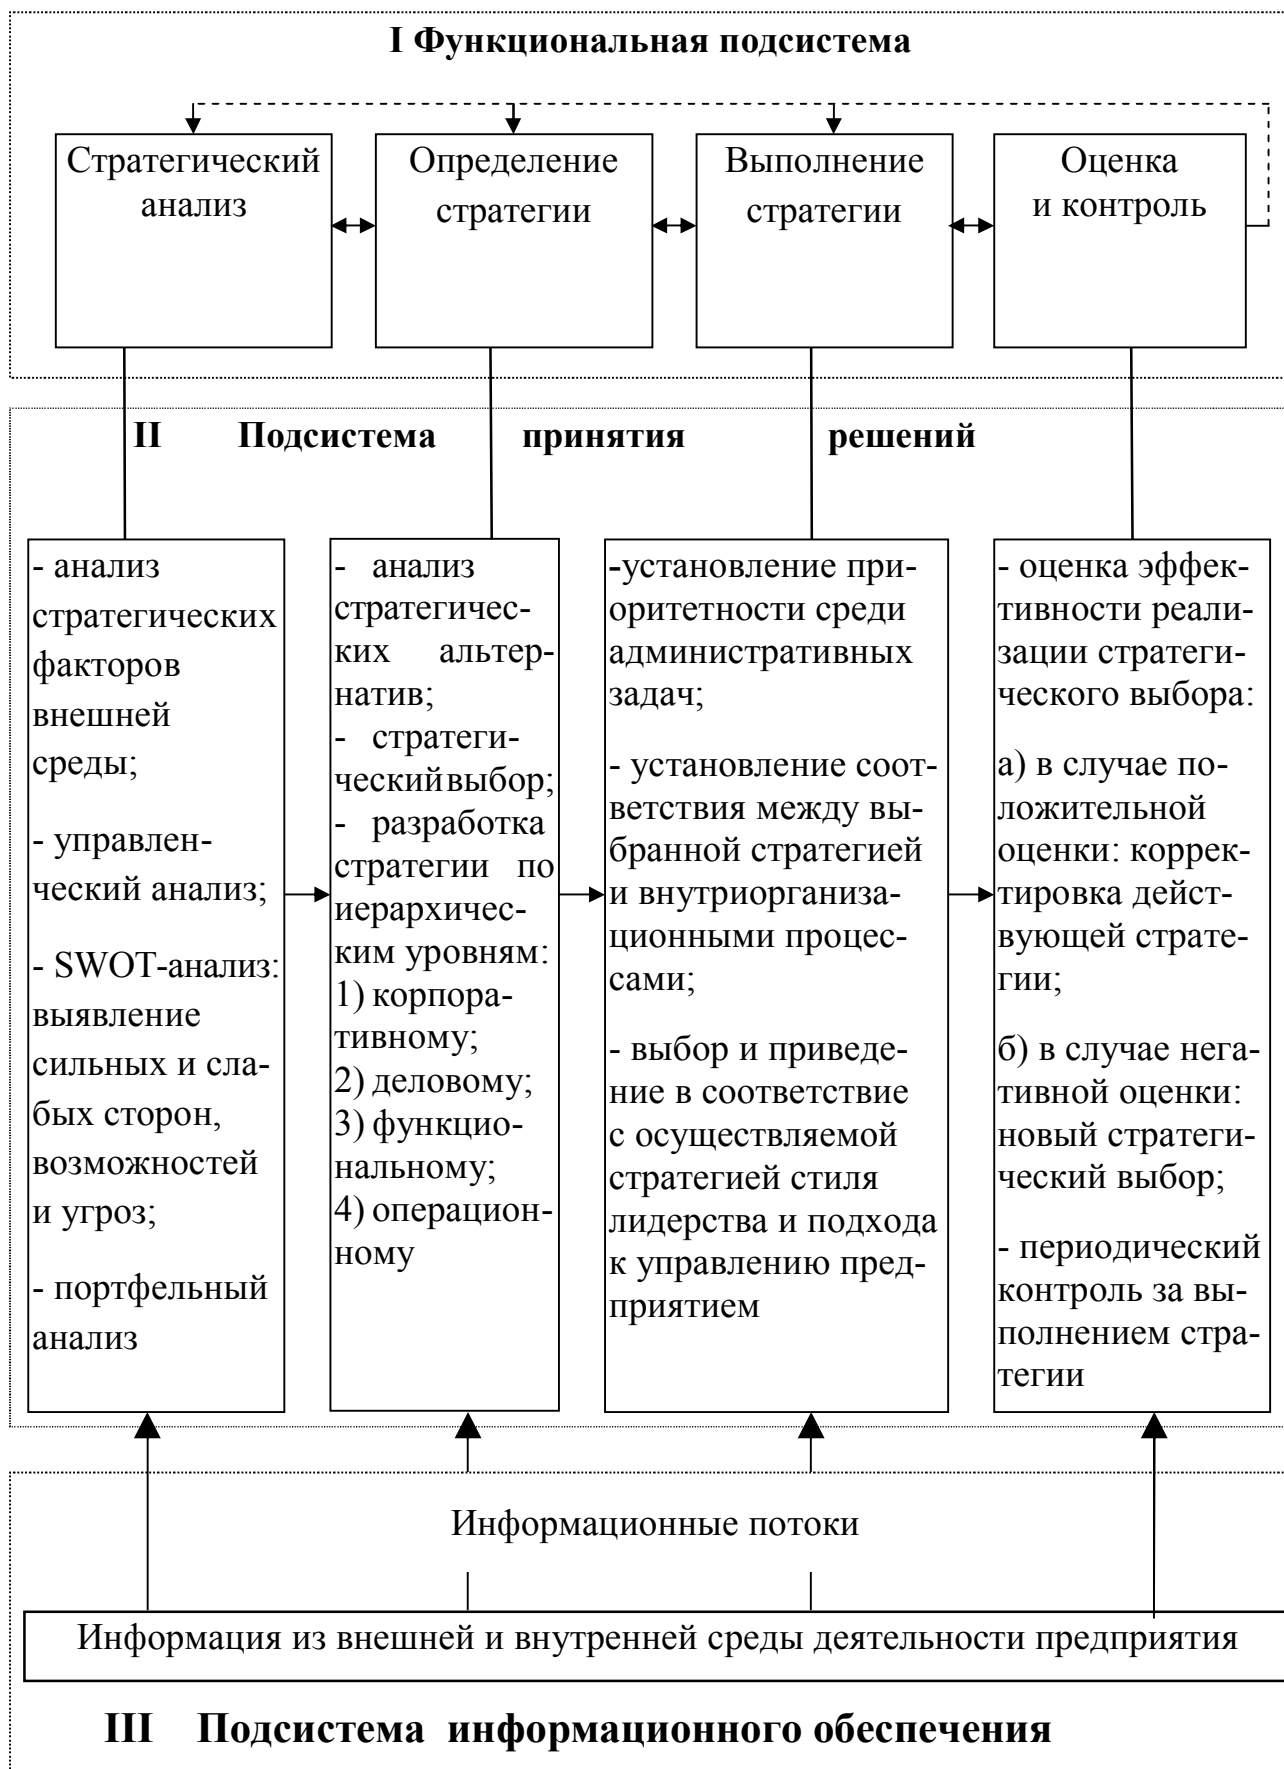 I Функциональная подсистема
Стратегический
анализ
Определение
стратегии
Выполнение
стратегии
Оценка
и контроль
II Подсистема принятия решений
- анализ
стратегических
факторов
внешней
среды;
- управлен-
ческий анализ;
- SWOT-анализ:
выявление
сильных и сла-
бых сторон,
возможностей
и угроз;
- портфельный
анализ
- анализ
стратегичес-
ких альтер-
натив;
- стратеги-
ческий выбор;
- разработка
стратегии по
иерархичес-
ким уровням:
1) корпора-
тивному;
2) деловому;
3) функцио-
нальному;
4) операцион-
ному
-установление при-
оритетности среди
административных
задач;
- установление соот-
ветствия между вы-
бранной стратегией
и внутриорганиза-
ционными процес-
сами;
- выбор и приведе-
ние в соответствие
с осуществляемой
стратегией стиля
лидерства и подхода
к управлению пред-
приятием
- оценка эффек-
тивности реали-
зации стратеги-
ческого выбора:
а) в случае по-
ложительной
оценки: коррек-
тировка дейст-
вующей страте-
гии;
б) в случае нега-
тивной оценки:
новый стратеги-
ческий выбор;
- периодический
контроль за вы-
полнением стра-
тегии
Информационные потоки
Информация из внешней и внутренней среды деятельности предприятия
III Подсистема информационного обеспечения